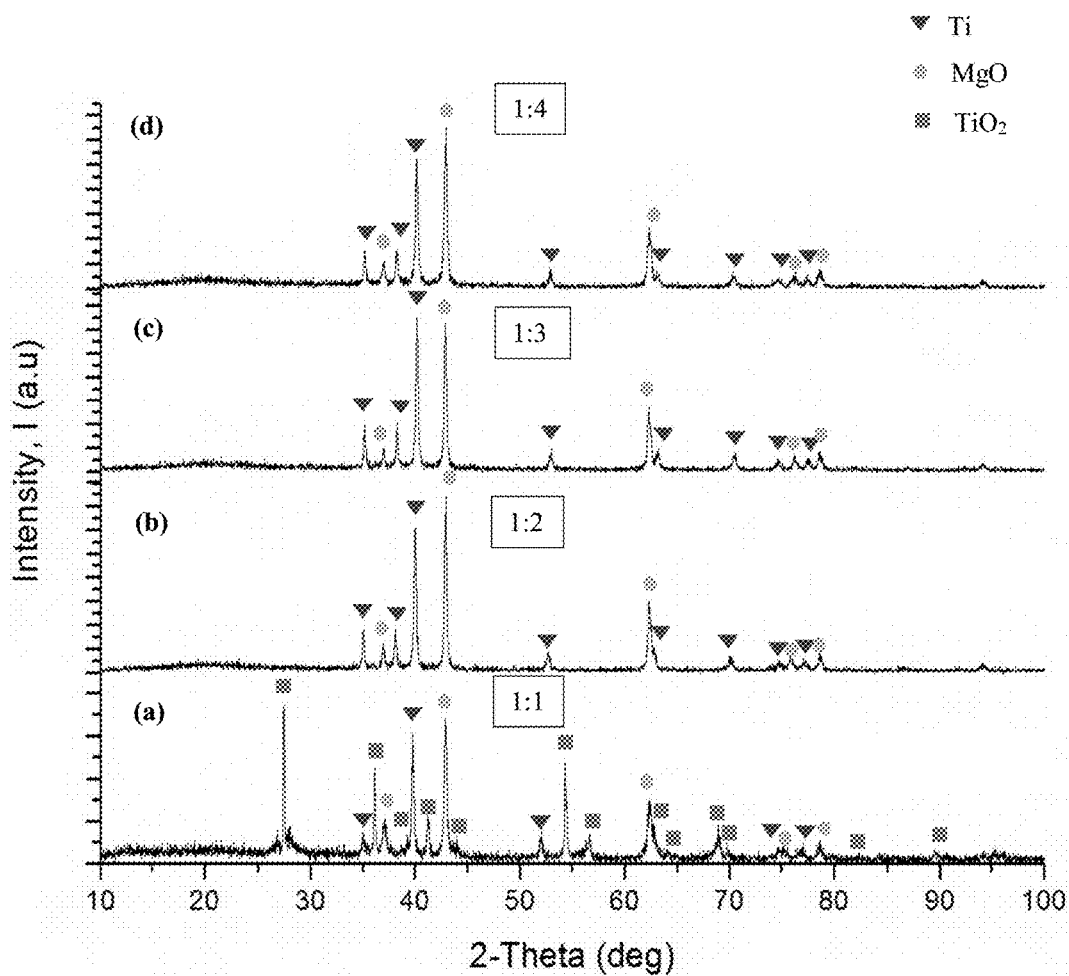 Ti
MgO
TiO₂
(d)
1:4
(c)
1:3
(b)
1:2
(a)
1:1
Intensity, I (a.u)
10 20 30 40 50 60 70 80 90 100
2-Theta (deg)